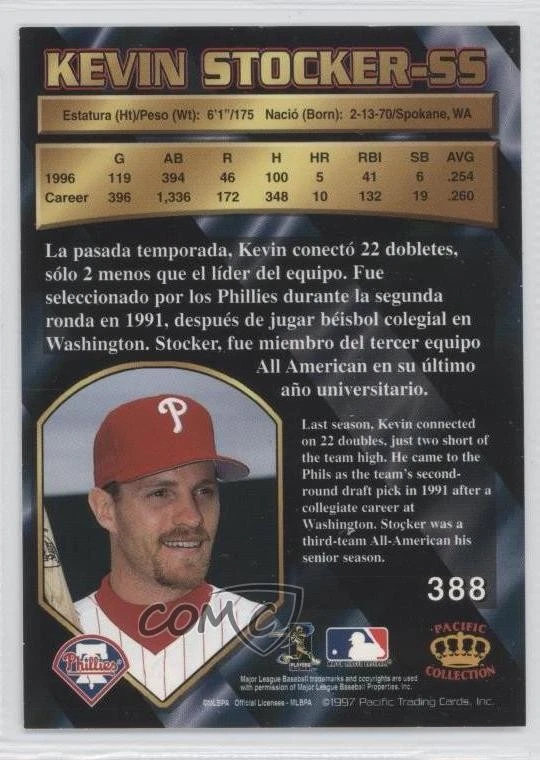 KEVIN STOCKER-SS
Estatura (Ht)/Peso (Wt): 6'1"/175 Nació (Born): 2-13-70/Spokane, WA
G AB R H HR RBI SB AVG
1996 119 394 46 100 5 41 6 .254
Career 396 1,336 172 348 10 132 19 .260
La pasada temporada, Kevin conectó 22 dobletes,
sólo 2 menos que el líder del equipo. Fue
seleccionado por los Phillies durante la segunda
ronda en 1991, después de jugar béisbol colegial en
Washington. Stocker, fue miembro del tercer equipo
All American en su último
año universitario.
Last season, Kevin connected
on 22 doubles, just two short of
the team high. He came to the
Phils as the team's second-
round draft pick in 1991 after a
collegiate career at
Washington. Stocker was a
third-team All-American his
senior season.
388
P
COMC
Phillies
PLAYERS
PACIFIC
COLLECTION
Major League Baseball trademarks and copyrights are used
with permission of Major League Baseball Properties, Inc.
©MLBPA Official Licensee - MLBPA ©1997 Pacific Trading Cards, Inc.